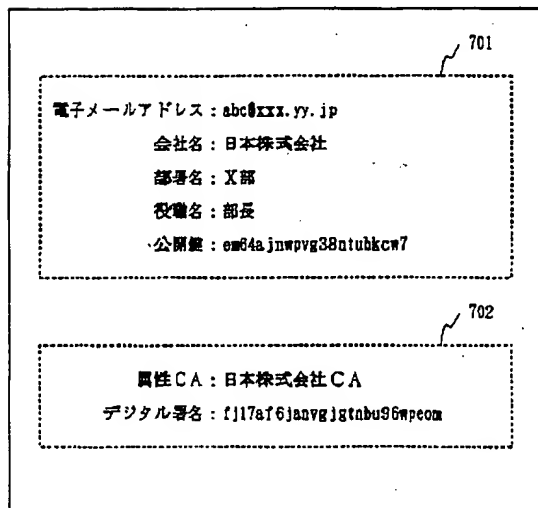 701
電子メールアドレス：abc@xxx.yy.jp
会社名：日本株式会社
部署名：X部
役職名：部長
公開鍵：em64ajnwpvg38ntubkcw7
702
属性CA：日本株式会社CA
デジタル署名：fjl7af6janvgjgtnbu96wpeom